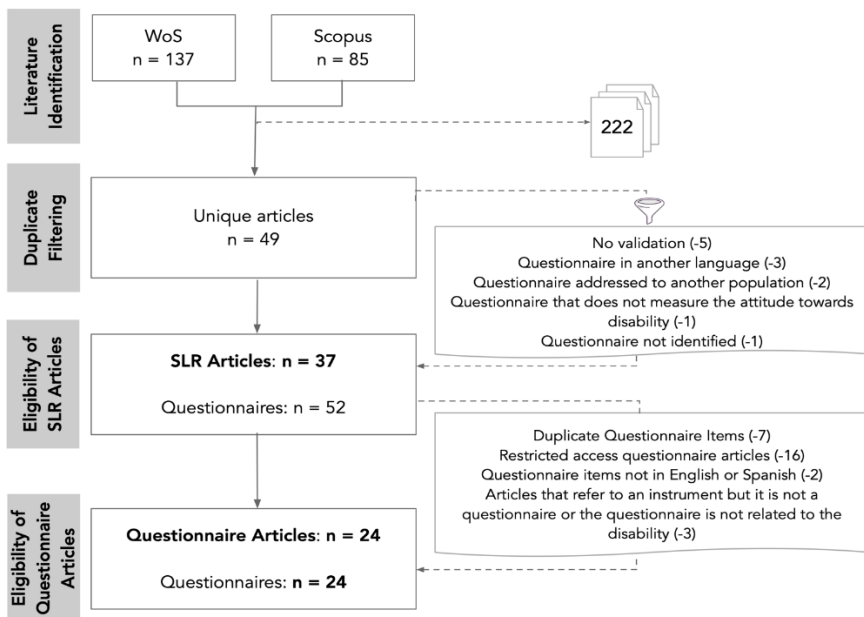 Literature
Identification
WoS
n = 137
Scopus
n = 85
222
Duplicate
Filtering
Unique articles
n = 49
No validation (-5)
Questionnaire in another language (-3)
Questionnaire addressed to another population (-2)
Questionnaire that does not measure the attitude towards
disability (-1)
Questionnaire not identified (-1)
Eligibility of
SLR Articles
SLR Articles: n = 37
Questionnaires: n = 52
Duplicate Questionnaire Items (-7)
Restricted access questionnaire articles (-16)
Questionnaire items not in English or Spanish (-2)
Articles that refer to an instrument but it is not a
questionnaire or the questionnaire is not related to the
disability (-3)
Eligibility of
Questionnaire
Articles
Questionnaire Articles: n = 24
Questionnaires: n = 24